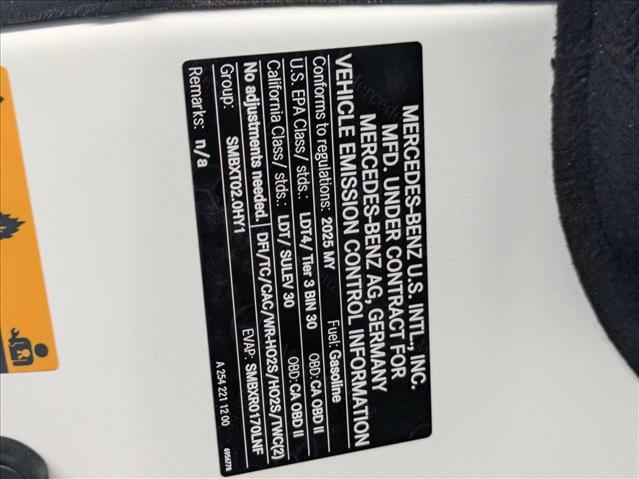 MERCEDES-BENZ U.S. INTL., INC.
MFD. UNDER CONTRACT FOR
MERCEDES-BENZ AG, GERMANY
VEHICLE EMISSION CONTROL INFORMATION
Conforms to regulations: 2025 MY Fuel: Gasoline
U.S. EPA Class/ stds.: LDT4/ Tier 3 BIN 30 OBD: CA OBD II
California Class/ stds.: LDT/ SULEV 30 OBD: CA OBD II
No adjustments needed. DFI/TC/CAC/WR-HO2S/HO2S/TWC(2)
Group: SMBXT02.0HY1 EVAP: SMBXR0170LNF
Remarks: n/a
A 254 221 12 00
6956778